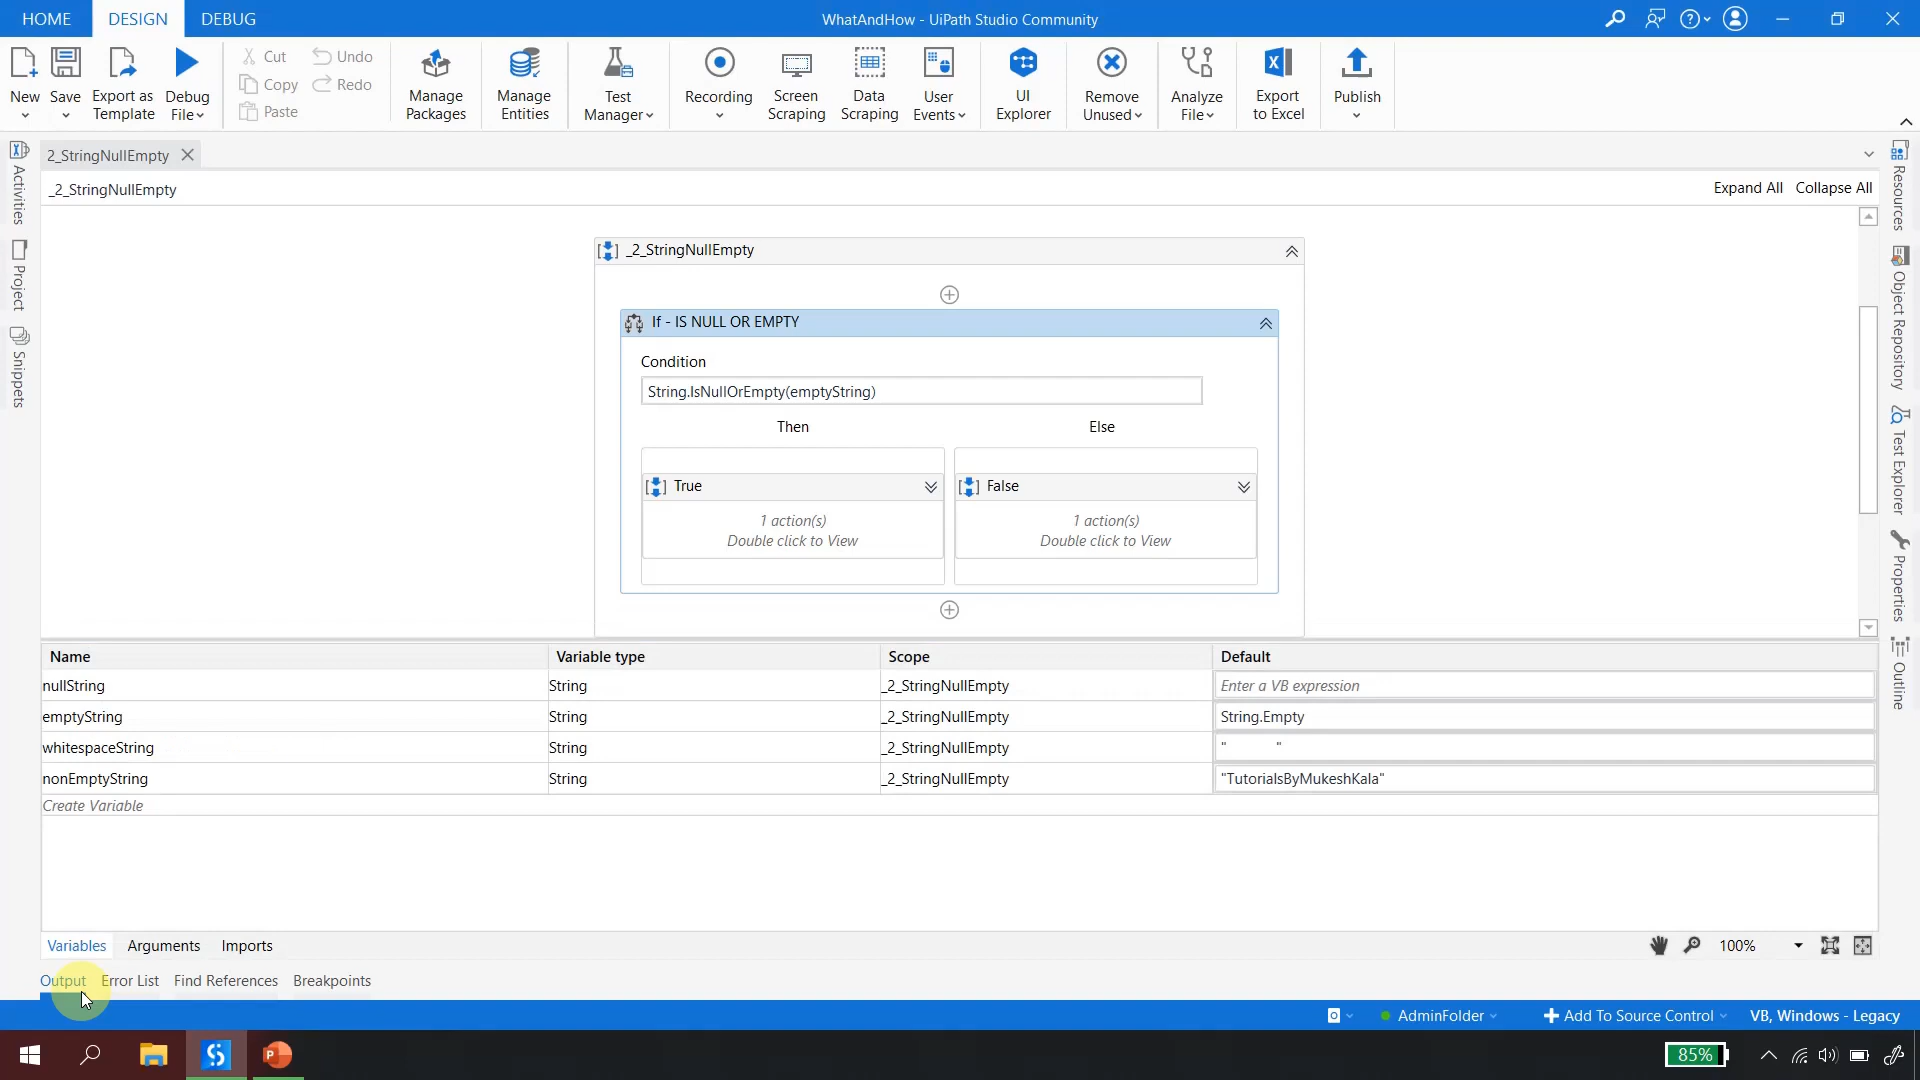 HOME DESIGN DEBUG WhatAndHow - UiPath Studio Community
New Save Export as Template Debug File Cut Copy Paste Undo Redo Manage Packages Manage Entities Test Manager Recording Screen Scraping Data Scraping User Events UI Explorer Remove Unused Analyze File Export to Excel Publish
2_StringNullEmpty
_2_StringNullEmpty Expand All Collapse All
Activities
Project
Snippets
Resources
Object Repository
Test Explorer
Properties
Outline
_2_StringNullEmpty
If - IS NULL OR EMPTY
Condition
String.IsNullOrEmpty(emptyString)
Then Else
True False
1 action(s) 1 action(s)
Double click to View Double click to View
Name Variable type Scope Default
nullString String _2_StringNullEmpty Enter a VB expression
emptyString String _2_StringNullEmpty String.Empty
whitespaceString String _2_StringNullEmpty " "
nonEmptyString String _2_StringNullEmpty "TutorialsByMukeshKala"
Create Variable
Variables Arguments Imports 100%
Output Error List Find References Breakpoints
AdminFolder Add To Source Control VB, Windows - Legacy
85%